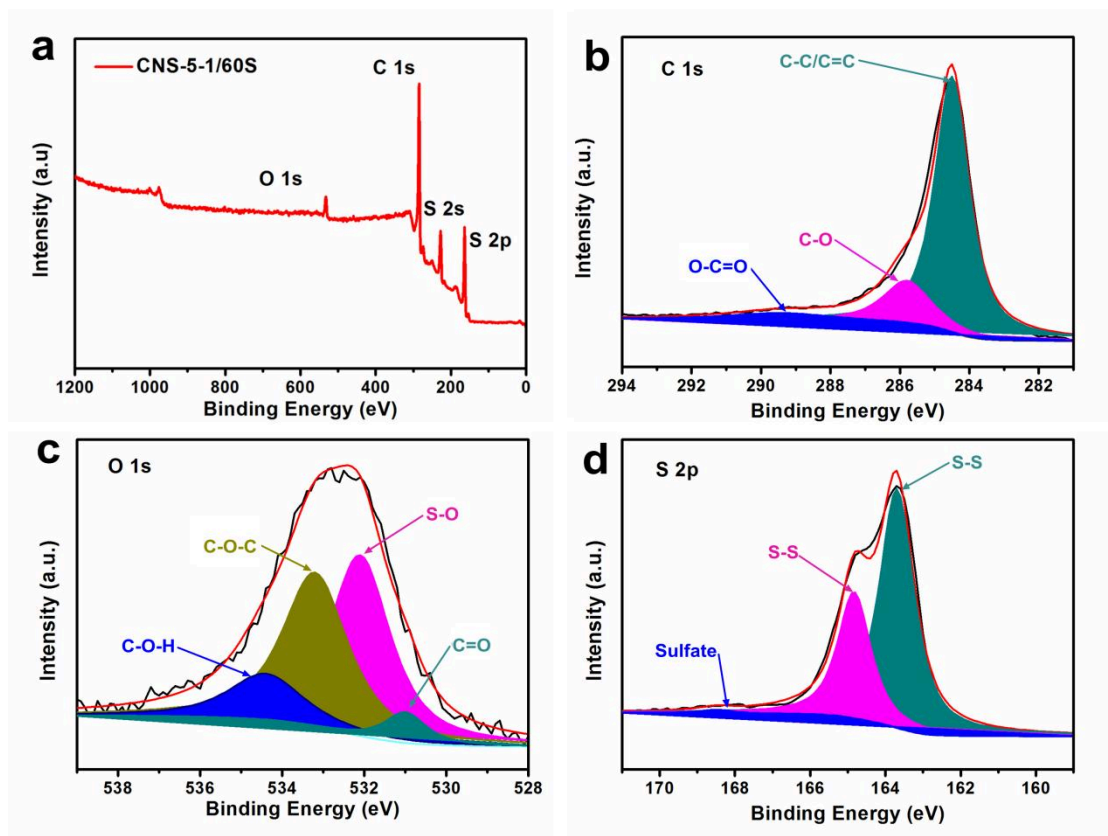 a
CNS-5-1/60S
C 1s
O 1s
S 2s
S 2p
Intensity (a.u)
1200 1000 800 600 400 200 0
Binding Energy (eV)
b
C 1s
C-C/C=C
C-O
O-C=O
Intensity (a.u.)
294 292 290 288 286 284 282
Binding Energy (eV)
c
O 1s
S-O
C-O-C
C-O-H
C=O
Intensity (a.u.)
538 536 534 532 530 528
Binding Energy (eV)
d
S 2p
S-S
S-S
Sulfate
Intensity (a.u.)
170 168 166 164 162 160
Binding Energy (eV)